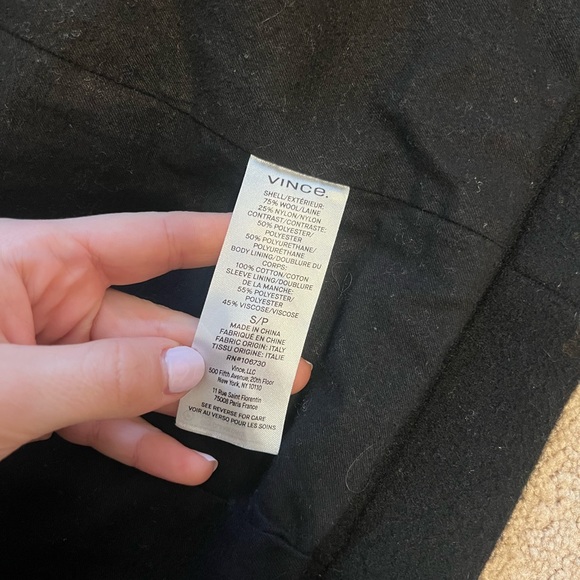 VINCE.
SHELL/EXTÉRIEUR:
75% WOOL/LAINE
25% NYLON/NYLON
CONTRAST/CONTRASTE:
50% POLYESTER/
POLYESTER
50% POLYURETHANE/
POLYURÉTHANE
BODY LINING/DOUBLURE DU
CORPS:
100% COTTON/COTON
SLEEVE LINING/DOUBLURE
DE LA MANCHE:
55% POLYESTER/
POLYESTER
45% VISCOSE/VISCOSE
S/P
MADE IN CHINA
FABRIQUÉ EN CHINE
FABRIC ORIGIN: ITALY
TISSU ORIGINE: ITALIE
RN#106730
Vince, LLC
500 Fifth Avenue, 20th Floor
New York, NY 10110
11 Rue Saint Florentin
75008 Paris France
SEE REVERSE FOR CARE
VOIR AU VERSO POUR LES SOINS